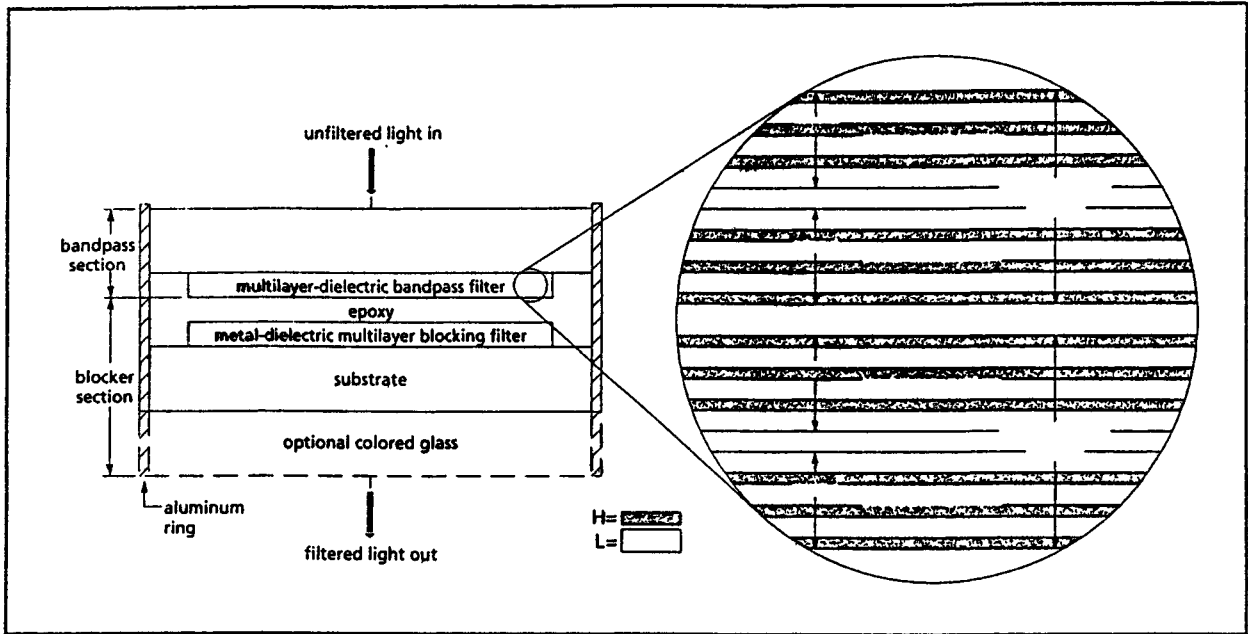 unfiltered light in
bandpass
section
multilayer-dielectric bandpass filter
epoxy
metal-dielectric multilayer blocking filter
blocker
section
substrate
optional colored glass
aluminum
ring
filtered light out
H=
L=